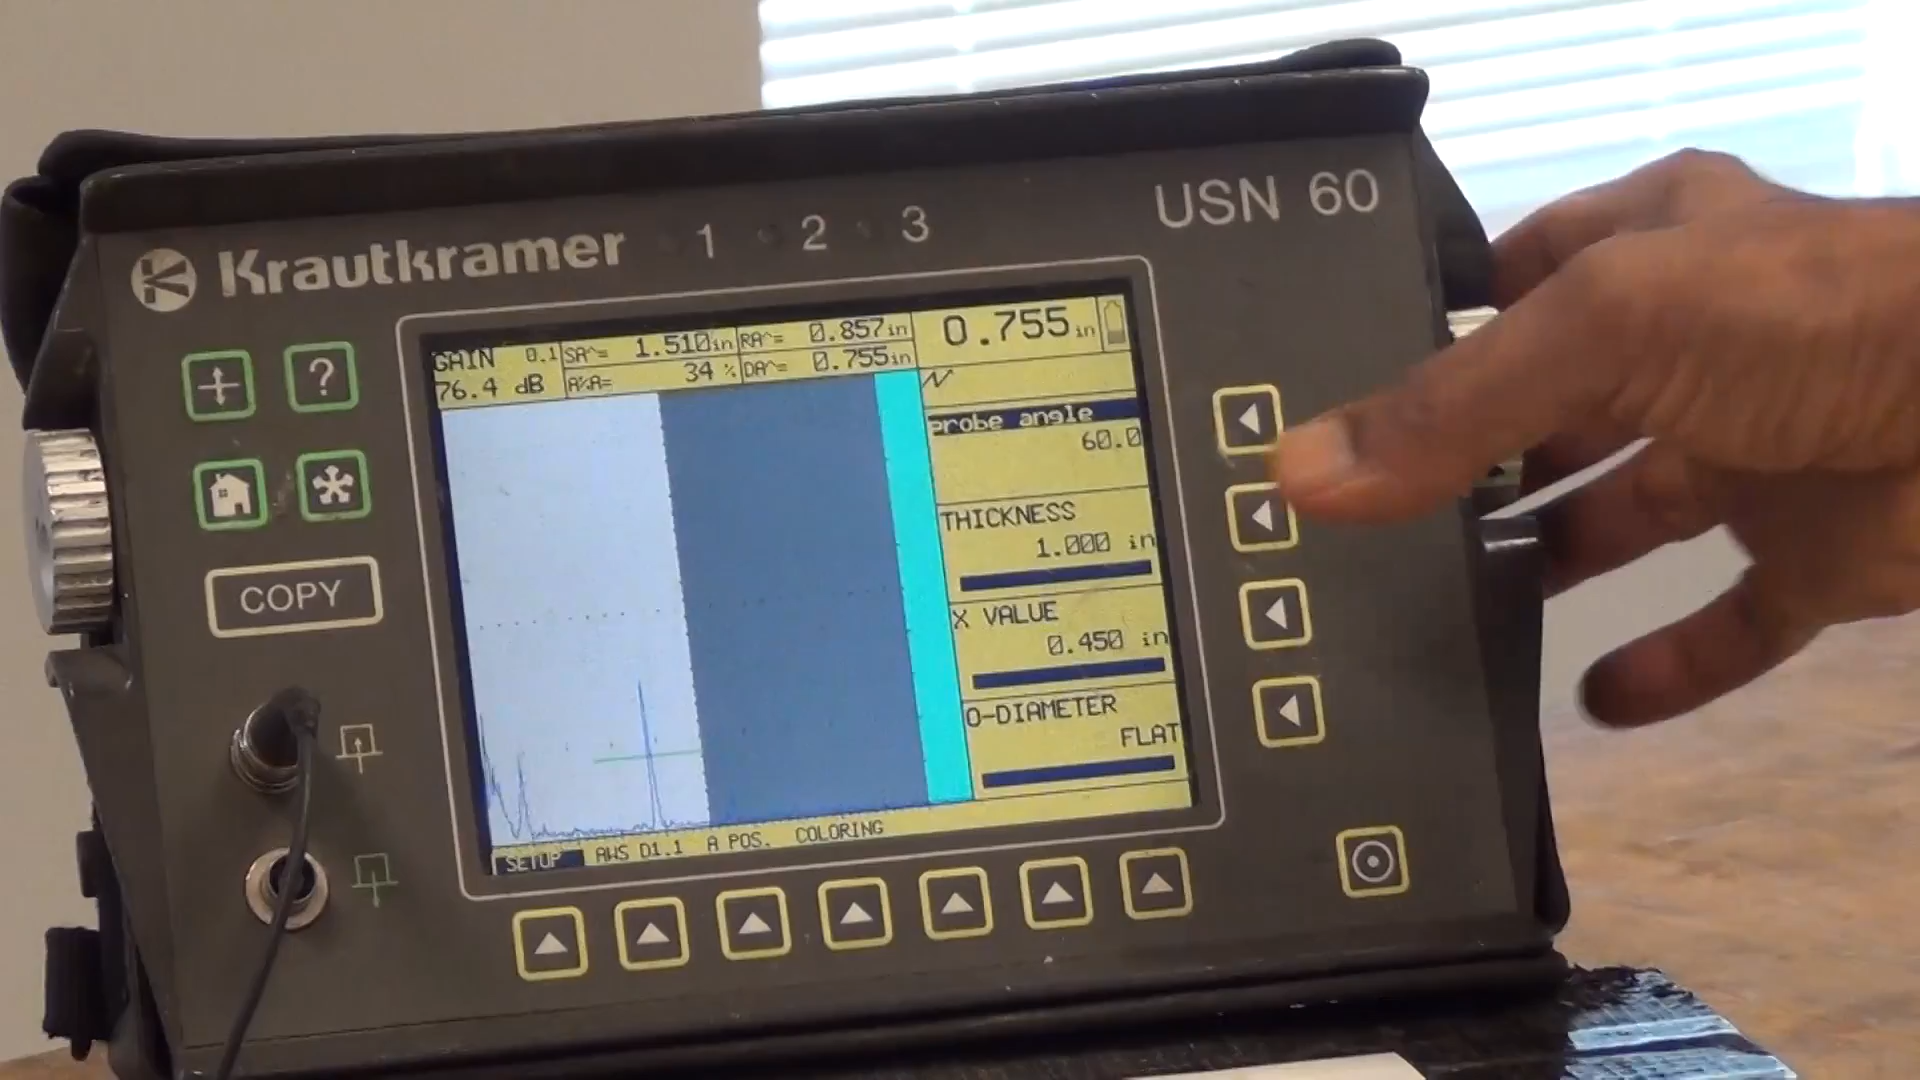 Krautkramer 1 2 3 USN 60
GAIN 0.1
76.4 dB
SA^= 1.510in
RA^= 0.857in
A%A= 34 %
DA^= 0.755in
0.755 in
probe angle
60.0
THICKNESS
1.000 in
X VALUE
0.450 in
O-DIAMETER
FLAT
SETUP AWS D1.1 A POS. COLORING
?
COPY